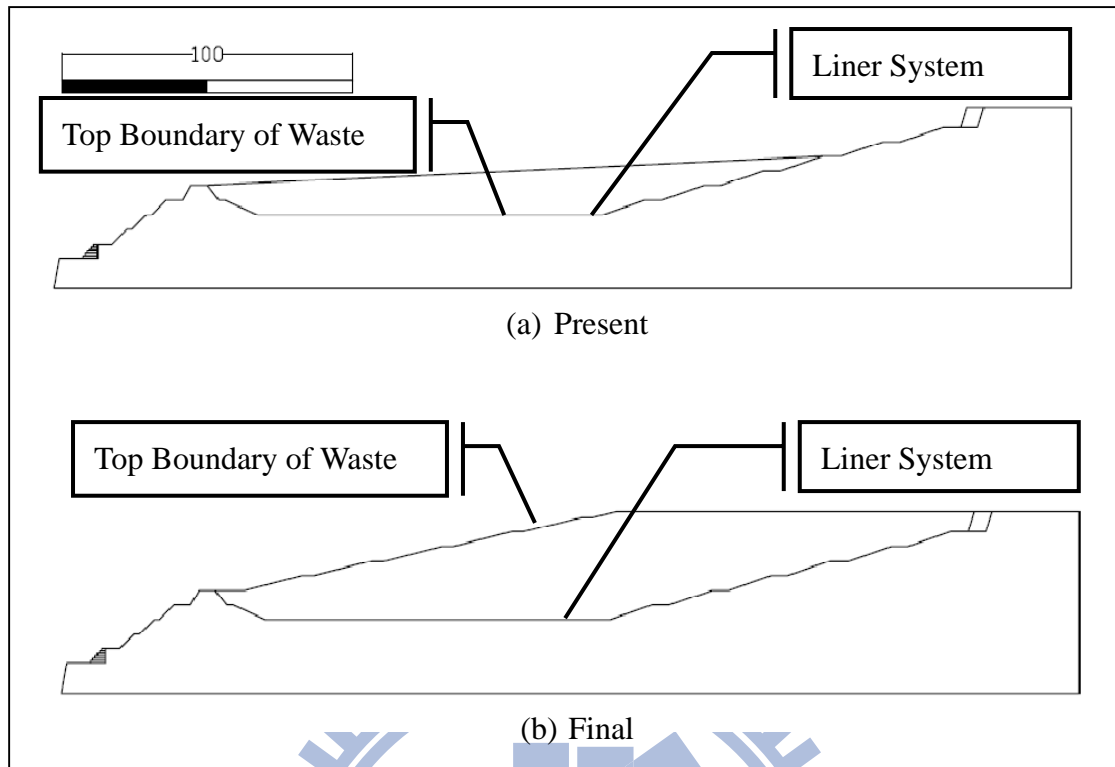 100
Liner System
Top Boundary of Waste
(a) Present
Top Boundary of Waste
Liner System
(b) Final